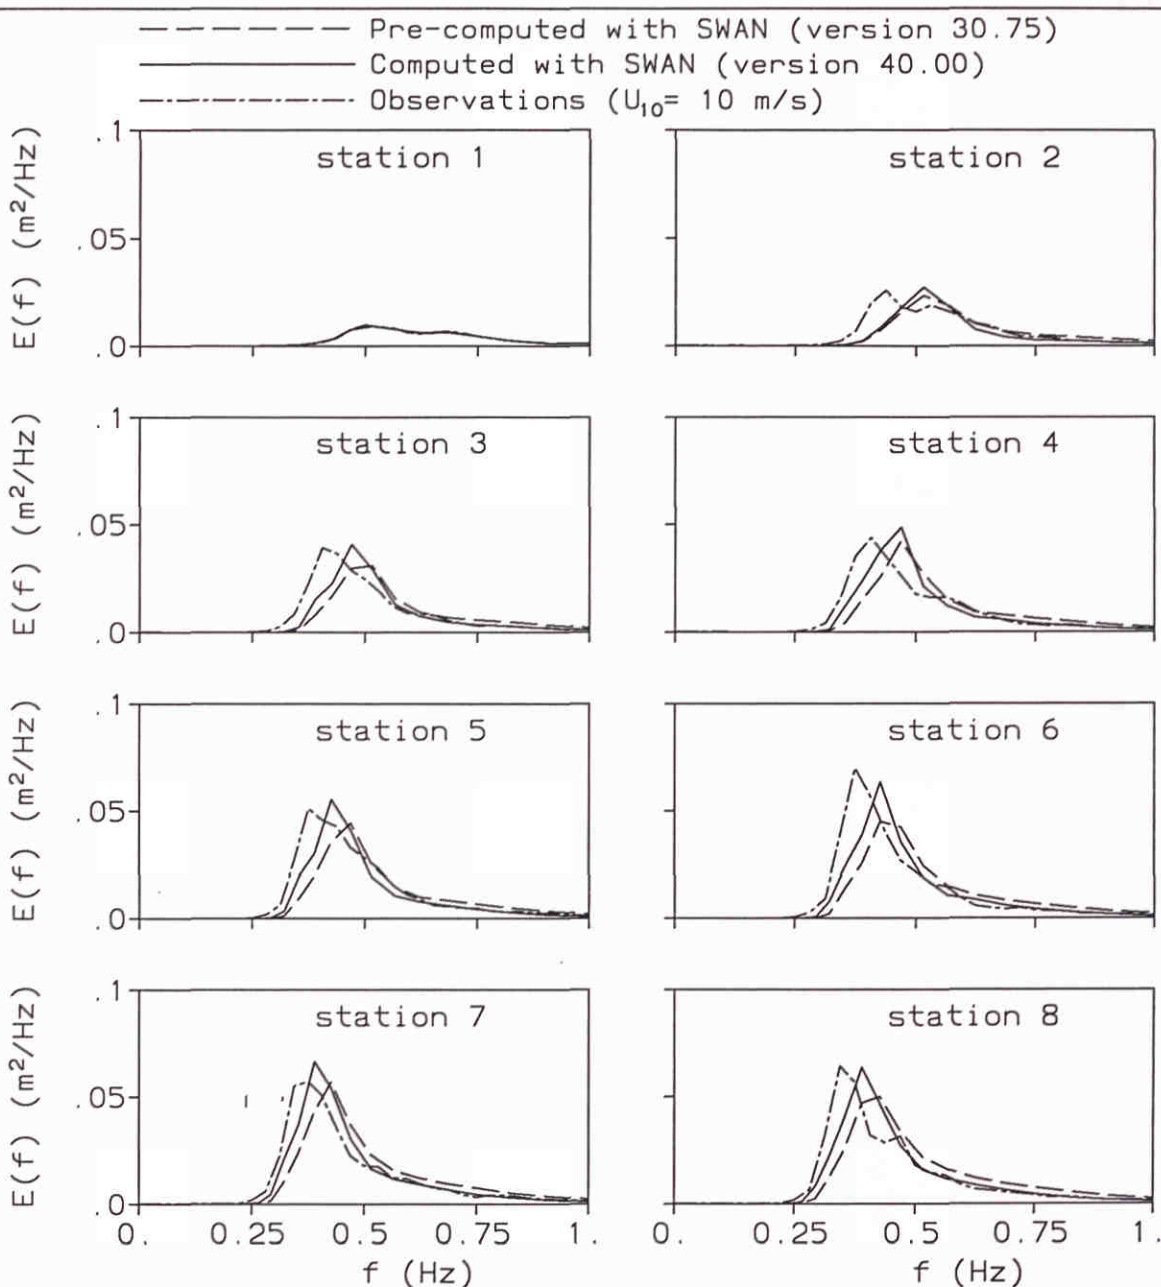 Pre-computed with SWAN (version 30.75)
Computed with SWAN (version 40.00)
Observations (U₁₀= 10 m/s)
station 1
E(f) (m²/Hz)
.1
.05
.0
station 2
station 3
E(f) (m²/Hz)
.1
.05
.0
station 4
station 5
E(f) (m²/Hz)
.1
.05
.0
station 6
station 7
E(f) (m²/Hz)
.1
.05
.0
0. 0.25 0.5 0.75 1.
f (Hz)
station 8
0. 0.25 0.5 0.75 1.
f (Hz)